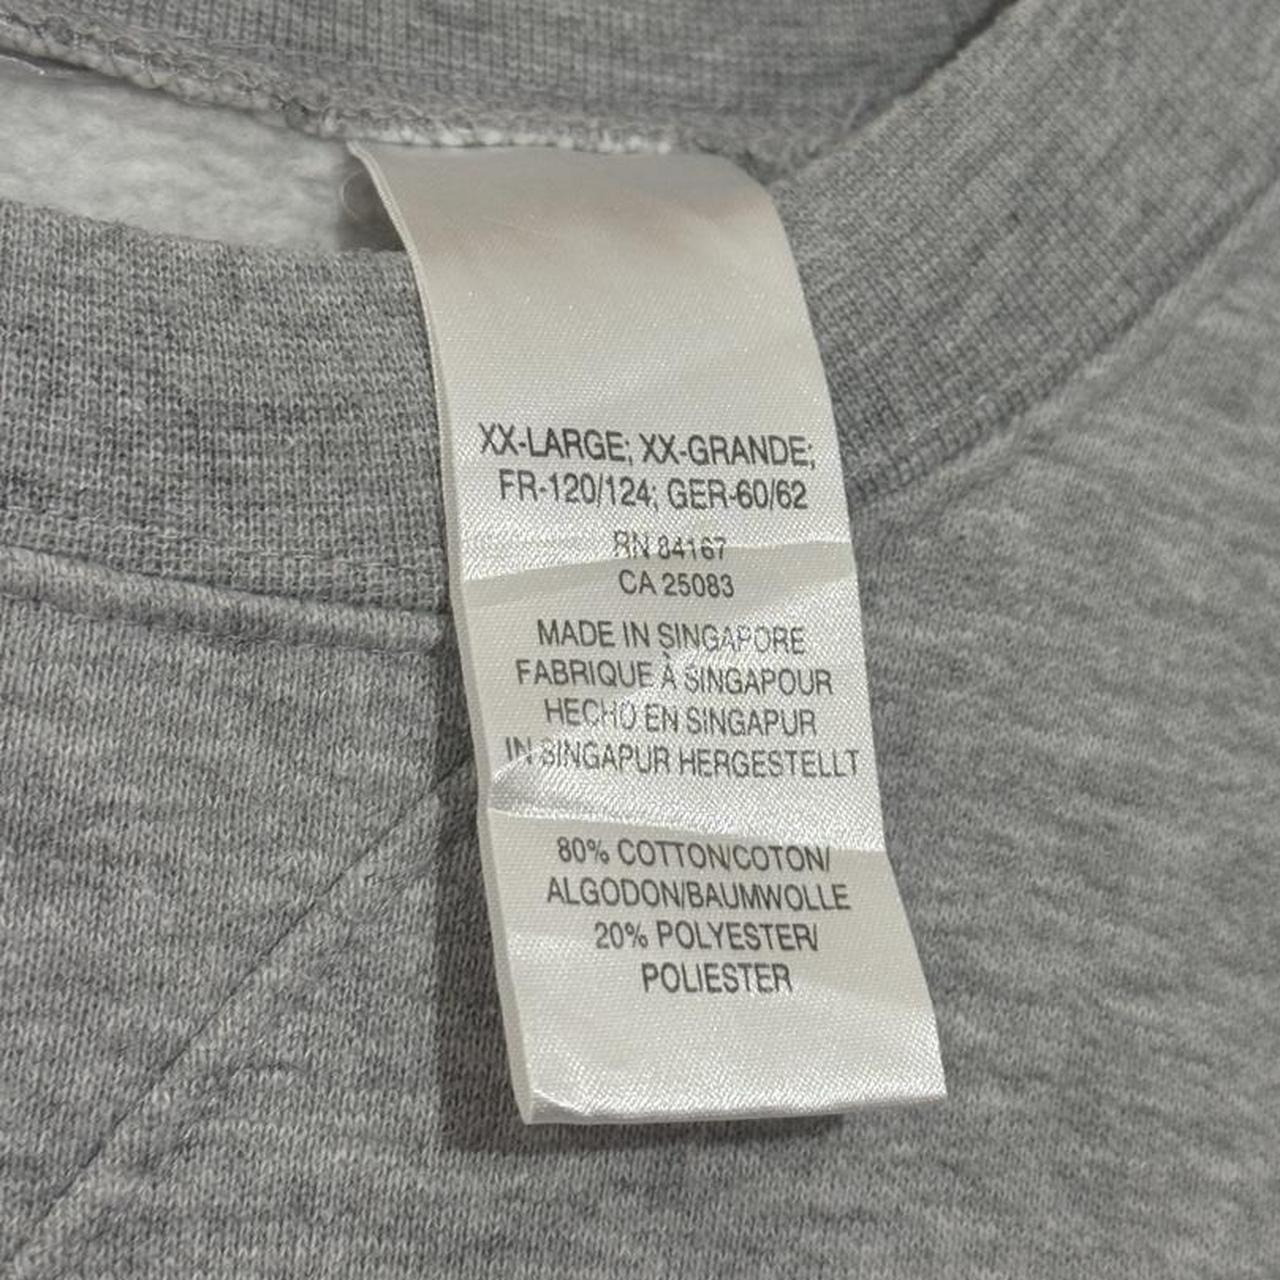 XX-LARGE; XX-GRANDE;
FR-120/124; GER-60/62
RN 84167
CA 25083
MADE IN SINGAPORE
FABRIQUE À SINGAPOUR
HECHO EN SINGAPUR
IN SINGAPUR HERGESTELLT
80% COTTON/COTON/
ALGODON/BAUMWOLLE
20% POLYESTER/
POLIESTER